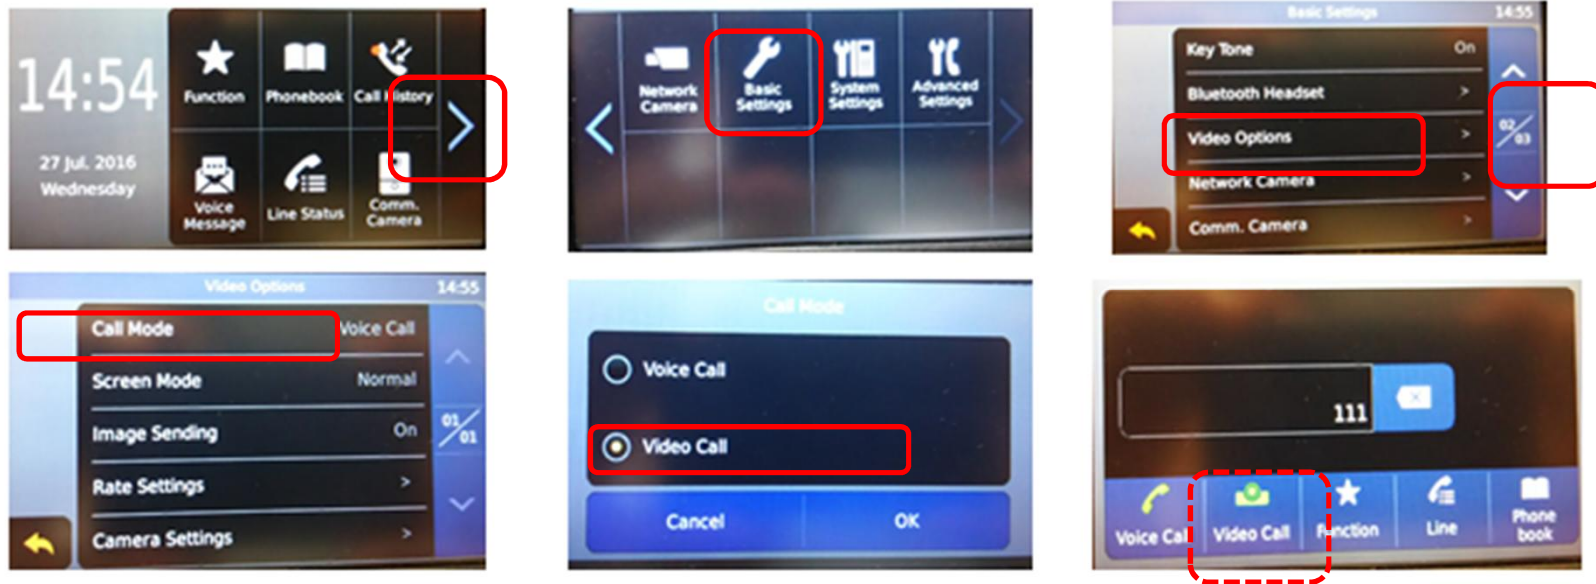 14:54
27 Jul. 2016
Wednesday
Function
Phonebook
Call History
Voice
Message
Line Status
Comm.
Camera
Network
Camera
Basic
Settings
System
Settings
Advanced
Settings
Basic Settings
14:55
Key Tone
On
Bluetooth Headset
>
Video Options
>
Network Camera
>
Comm. Camera
>
02/03
Video Options
14:55
Call Mode
Voice Call
Screen Mode
Normal
Image Sending
On
Rate Settings
>
Camera Settings
>
01/01
Call Mode
Voice Call
Video Call
Cancel
OK
111
Voice Call
Video Call
Function
Line
Phone
book